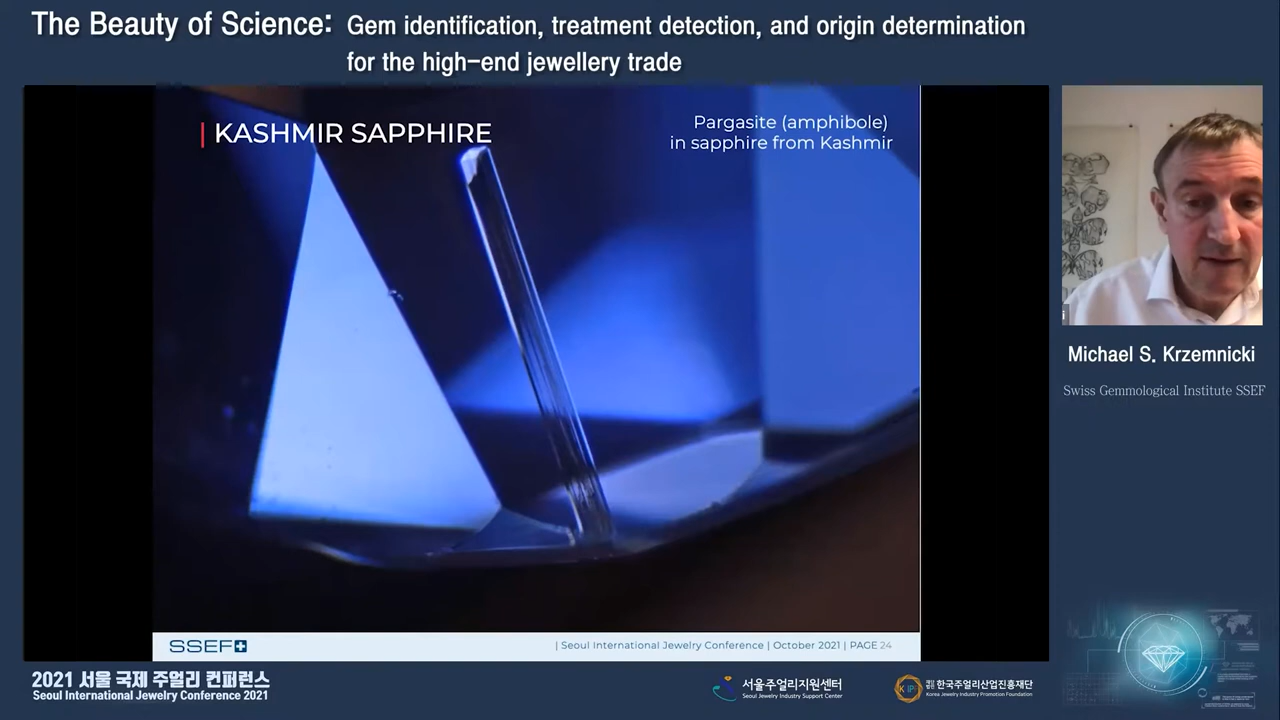 The Beauty of Science: Gem identification, treatment detection, and origin determination
for the high-end jewellery trade
| KASHMIR SAPPHIRE
Pargasite (amphibole)
in sapphire from Kashmir
Michael S. Krzemnicki
Swiss Gemmological Institute SSEF
SSEF
| Seoul International Jewelry Conference | October 2021 | PAGE 24
2021 서울 국제 주얼리 컨퍼런스
Seoul International Jewelry Conference 2021
서울주얼리지원센터
Seoul Jewelry Industry Support Center
재단법인 한국주얼리산업진흥재단
Korea Jewelry Industry Promotion Foundation